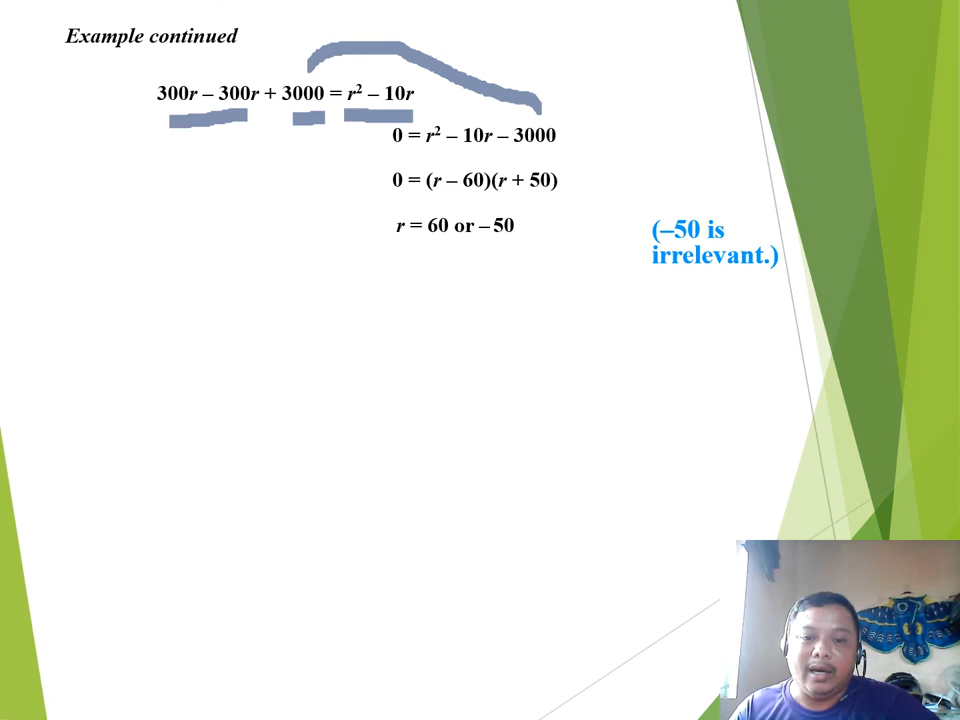 Example continued
300r – 300r + 3000 = r² – 10r
0 = r² – 10r – 3000
0 = (r – 60)(r + 50)
r = 60 or – 50
(–50 is
irrelevant.)